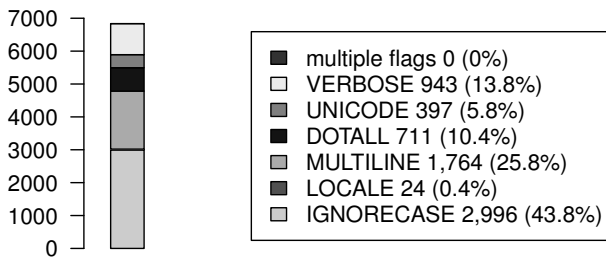 7000
6000
5000
4000
3000
2000
1000
0
multiple flags 0 (0%)
VERBOSE 943 (13.8%)
UNICODE 397 (5.8%)
DOTALL 711 (10.4%)
MULTILINE 1,764 (25.8%)
LOCALE 24 (0.4%)
IGNORECASE 2,996 (43.8%)